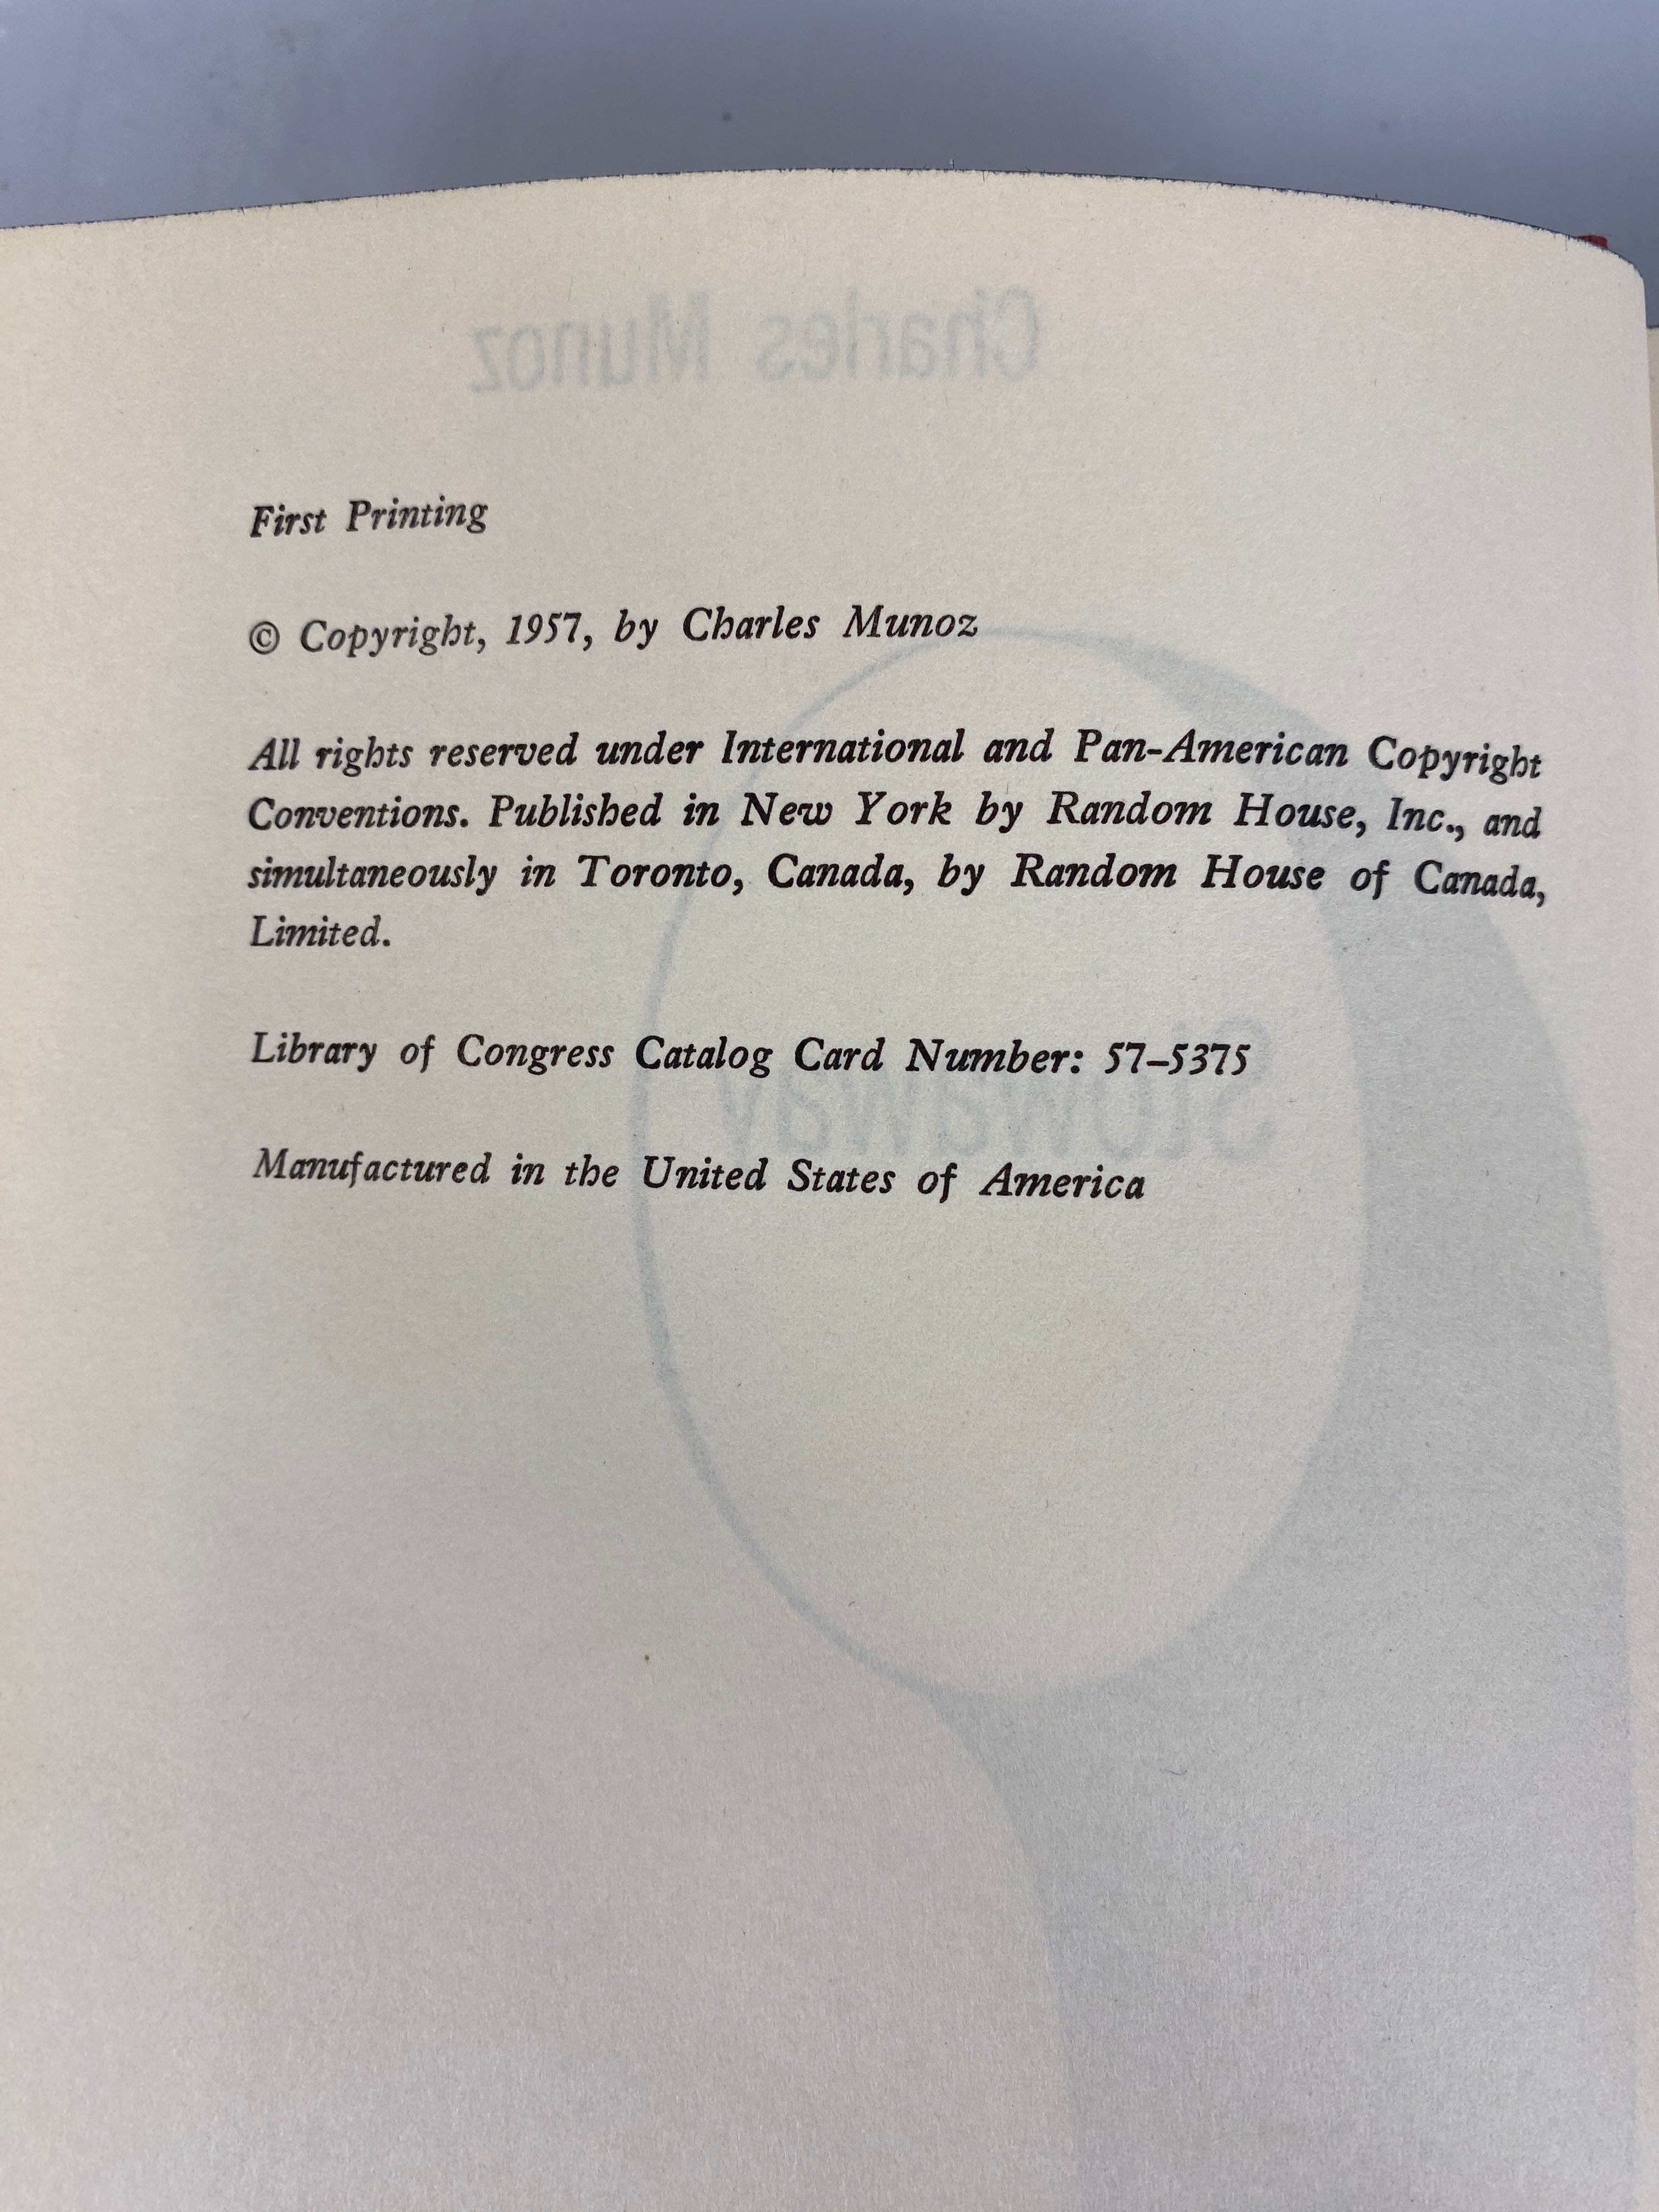 Charles Munoz
First Printing
© Copyright, 1957, by Charles Munoz
All rights reserved under International and Pan-American Copyright
Conventions. Published in New York by Random House, Inc., and
simultaneously in Toronto, Canada, by Random House of Canada,
Limited.
Library of Congress Catalog Card Number: 57–5375
Stowaway
Manufactured in the United States of America